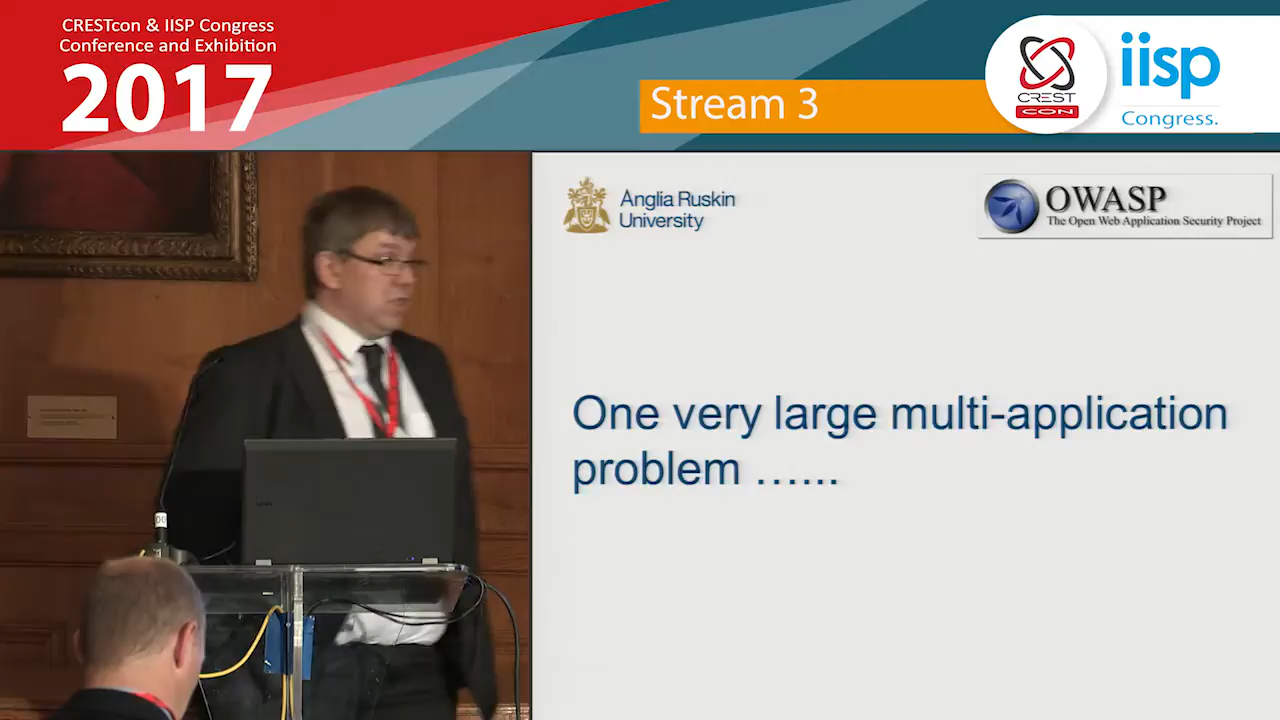 CRESTcon & IISP Congress
Conference and Exhibition
2017
Stream 3
CREST
CON
iisp
Congress.
Anglia Ruskin
University
OWASP
The Open Web Application Security Project
One very large multi-application
problem …...